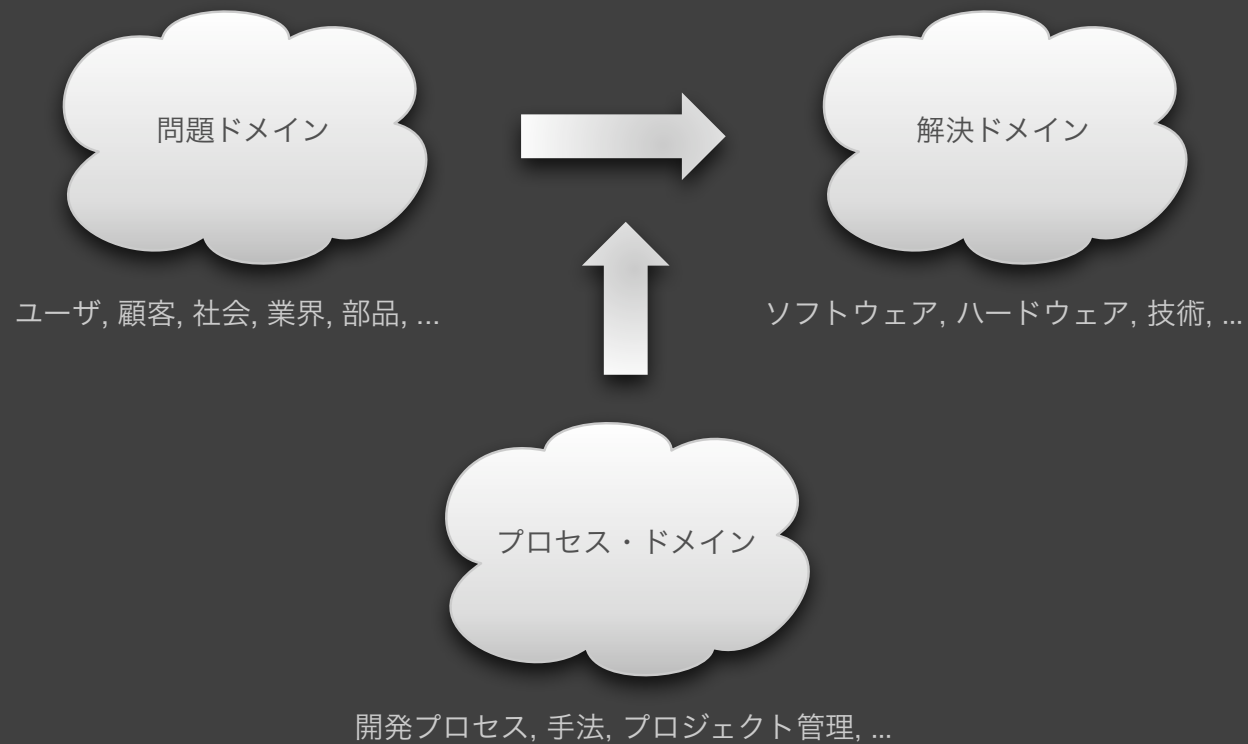 問題ドメイン
解決ドメイン
ユーザ, 顧客, 社会, 業界, 部品, ...
ソフトウェア, ハードウェア, 技術, ...
プロセス・ドメイン
開発プロセス, 手法, プロジェクト管理, ...